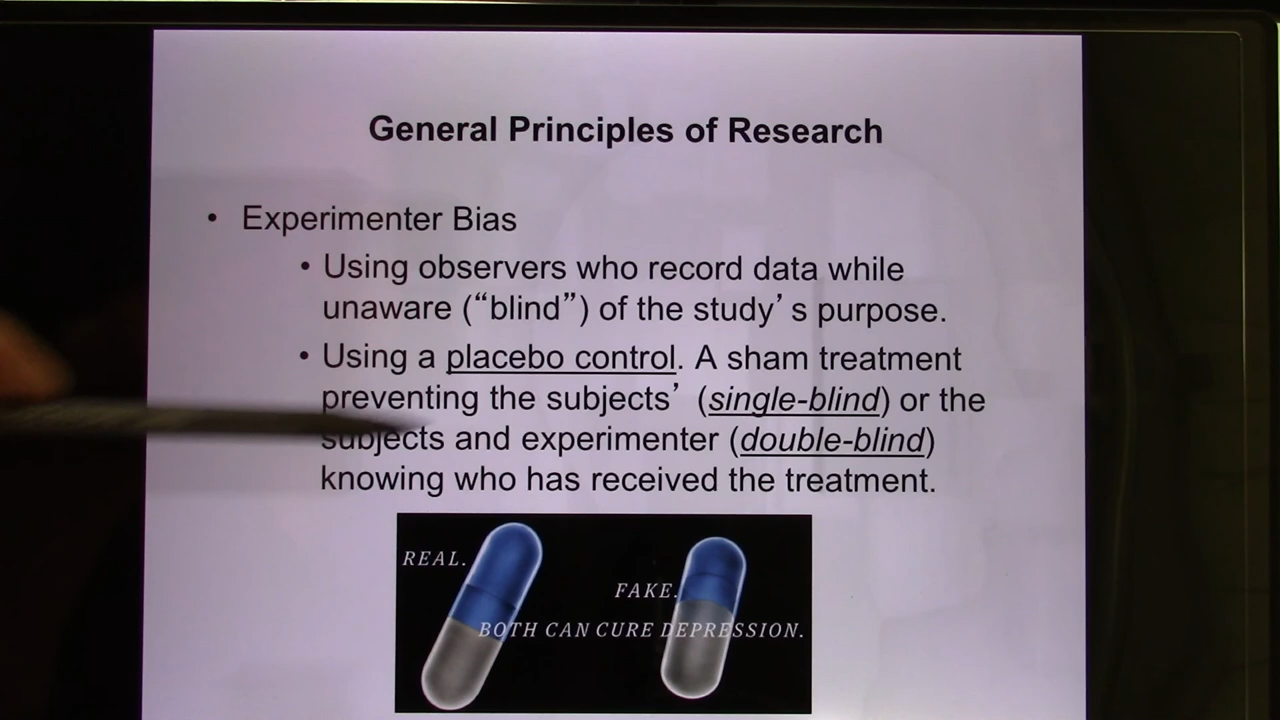 General Principles of Research
• Experimenter Bias
• Using observers who record data while
unaware (“blind”) of the study’s purpose.
• Using a placebo control. A sham treatment
preventing the subjects’ (single-blind) or the
subjects and experimenter (double-blind)
knowing who has received the treatment.
REAL.
FAKE.
BOTH CAN CURE DEPRESSION.